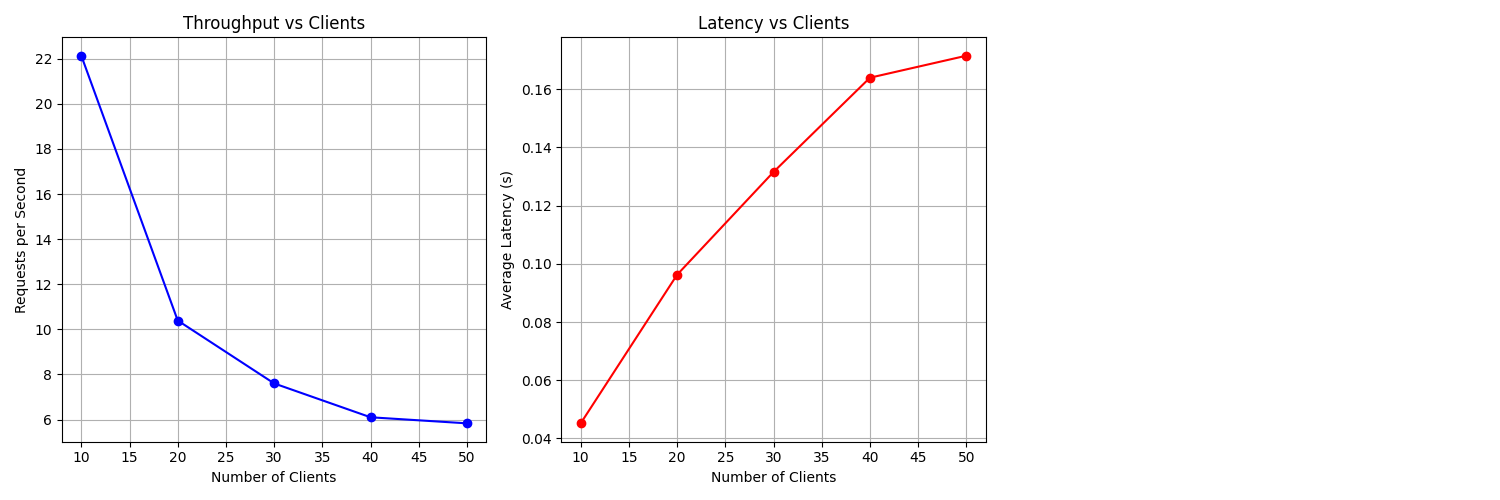 Throughput vs Clients
Requests per Second
22
20
18
16
14
12
10
8
6
10 15 20 25 30 35 40 45 50
Number of Clients
Latency vs Clients
Average Latency (s)
0.16
0.14
0.12
0.10
0.08
0.06
0.04
10 15 20 25 30 35 40 45 50
Number of Clients